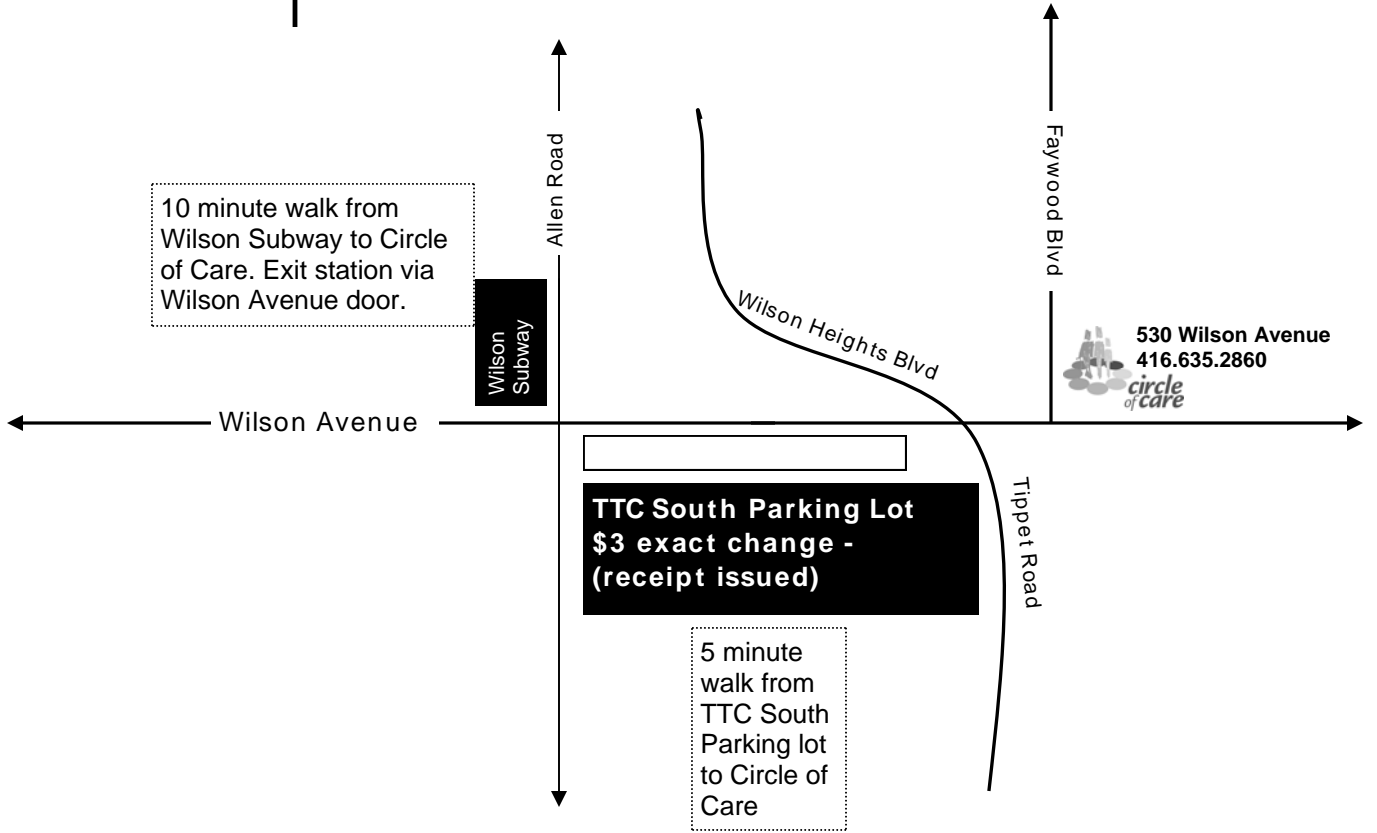 10 minute walk from
Wilson Subway to Circle
of Care. Exit station via
Wilson Avenue door.
Allen Road
Wilson
Subway
Wilson Heights Blvd
Faywood Blvd
530 Wilson Avenue
416.635.2860
circle
of care
Wilson Avenue
TTC South Parking Lot
$3 exact change -
(receipt issued)
Tippet Road
5 minute
walk from
TTC South
Parking lot
to Circle of
Care